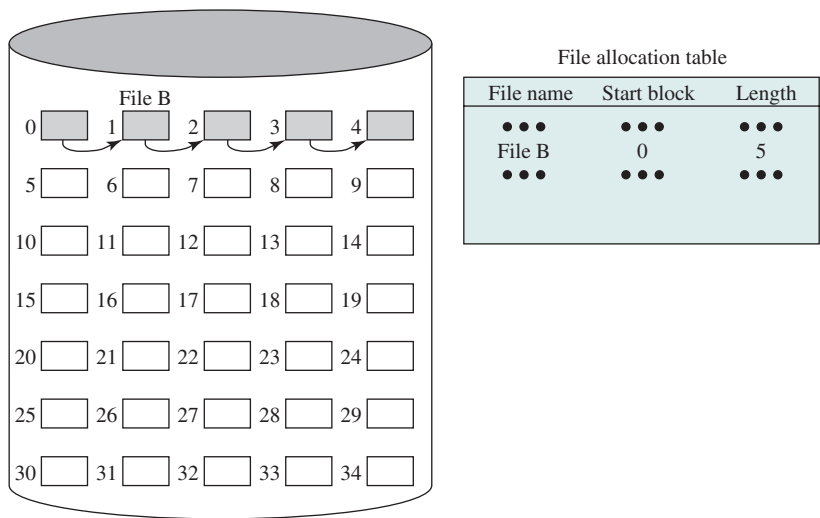 File B
0 1 2 3 4
5 6 7 8 9
10 11 12 13 14
15 16 17 18 19
20 21 22 23 24
25 26 27 28 29
30 31 32 33 34
File allocation table
File name Start block Length
••• ••• •••
File B 0 5
••• ••• •••